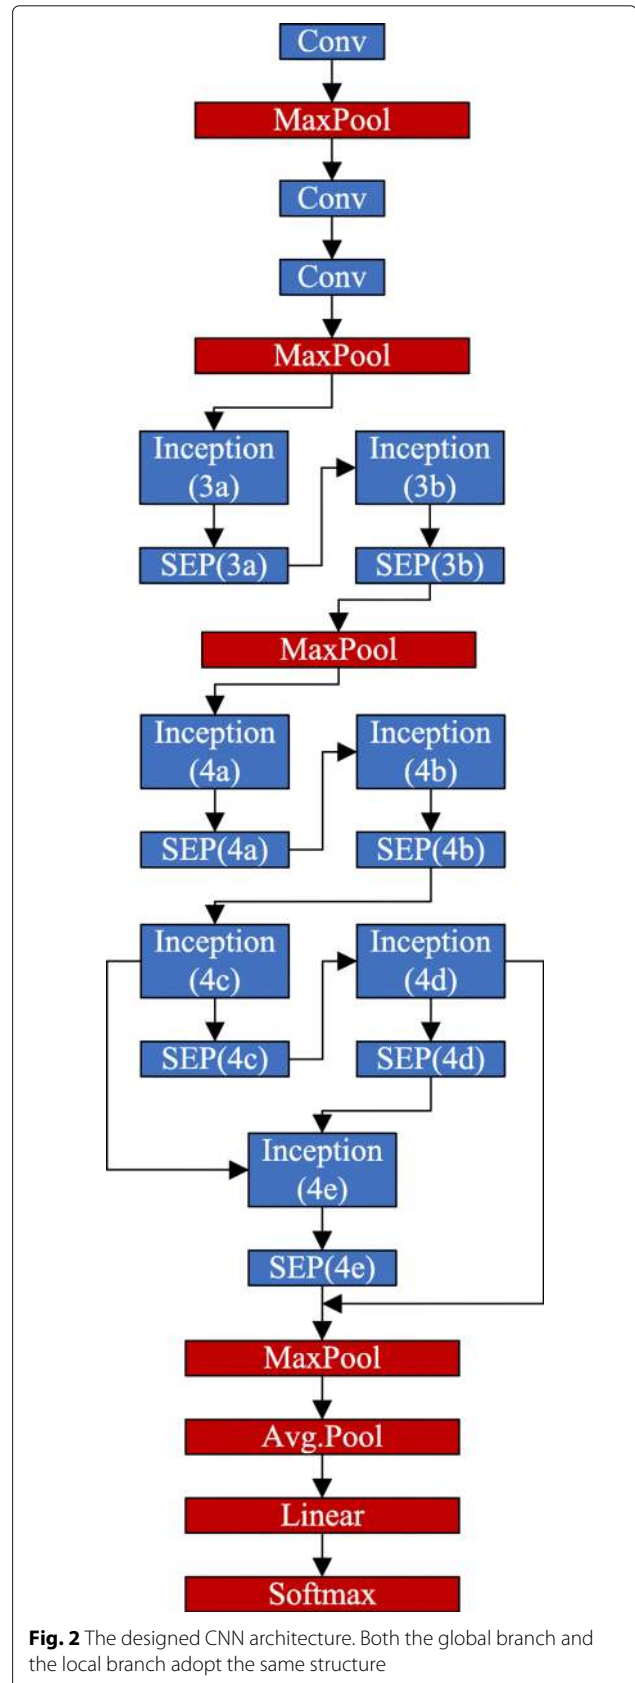 Conv
MaxPool
Conv
Conv
MaxPool
Inception
(3a)
Inception
(3b)
SEP(3a)
SEP(3b)
MaxPool
Inception
(4a)
Inception
(4b)
SEP(4a)
SEP(4b)
Inception
(4c)
Inception
(4d)
SEP(4c)
SEP(4d)
Inception
(4e)
SEP(4e)
MaxPool
Avg.Pool
Linear
Softmax
Fig. 2 The designed CNN architecture. Both the global branch and
the local branch adopt the same structure